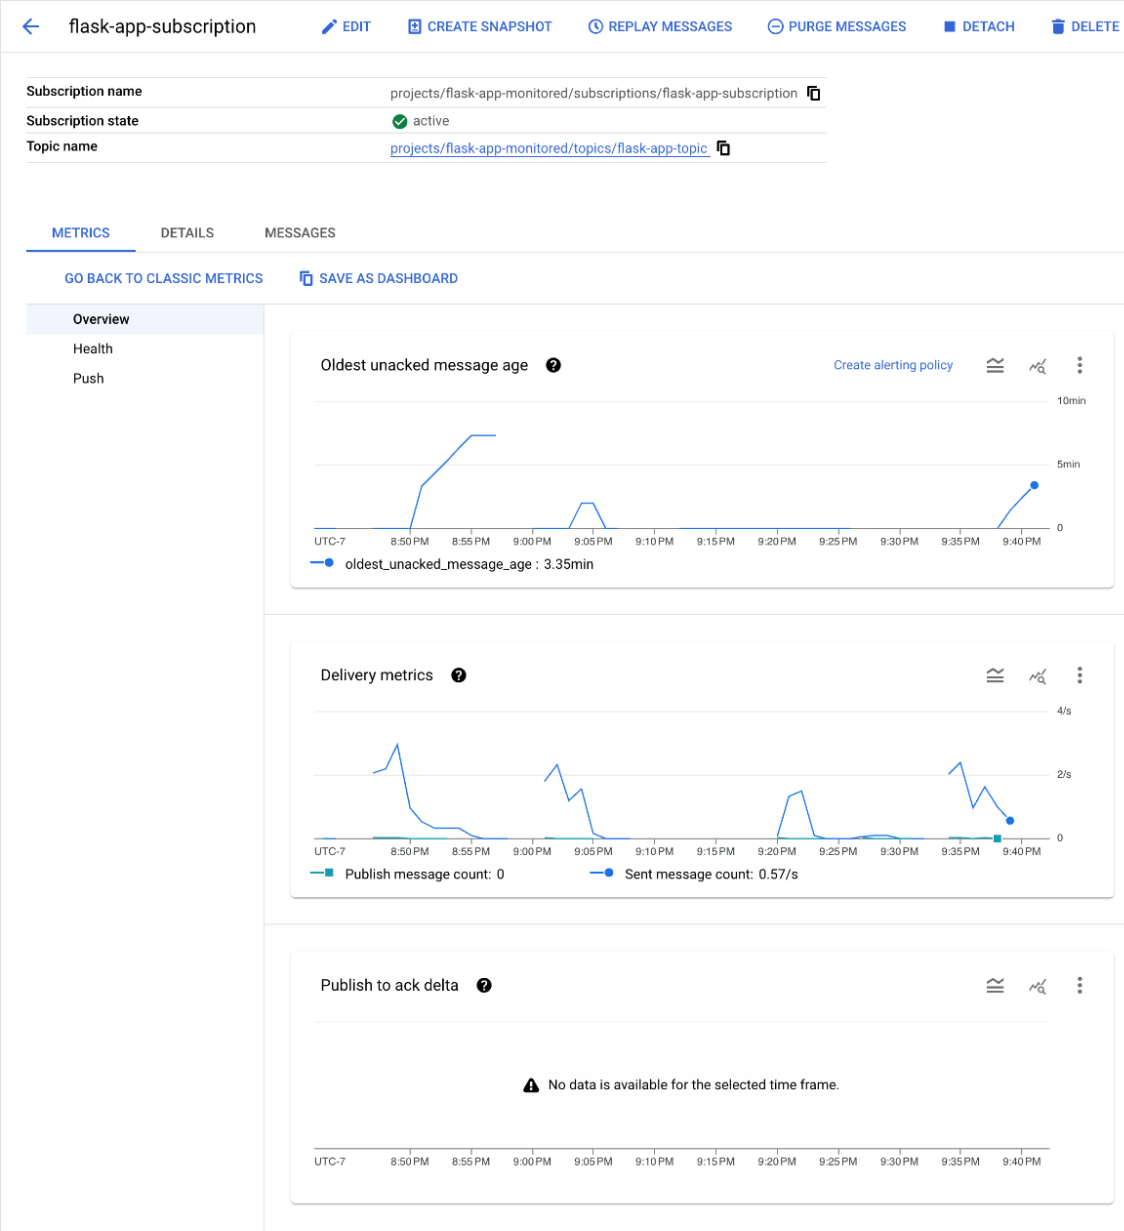 flask-app-subscription EDIT CREATE SNAPSHOT REPLAY MESSAGES PURGE MESSAGES DETACH DELETE
Subscription name projects/flask-app-monitored/subscriptions/flask-app-subscription
Subscription state active
Topic name projects/flask-app-monitored/topics/flask-app-topic
METRICS DETAILS MESSAGES
GO BACK TO CLASSIC METRICS SAVE AS DASHBOARD
Overview
Health
Push
Oldest unacked message age ? Create alerting policy
10min
5min
0
UTC-7 8:50 PM 8:55 PM 9:00 PM 9:05 PM 9:10 PM 9:15 PM 9:20 PM 9:25 PM 9:30 PM 9:35 PM 9:40 PM
oldest_unacked_message_age : 3.35min
Delivery metrics ?
4/s
2/s
0
UTC-7 8:50 PM 8:55 PM 9:00 PM 9:05 PM 9:10 PM 9:15 PM 9:20 PM 9:25 PM 9:30 PM 9:35 PM 9:40 PM
Publish message count: 0 Sent message count: 0.57/s
Publish to ack delta ?
No data is available for the selected time frame.
UTC-7 8:50 PM 8:55 PM 9:00 PM 9:05 PM 9:10 PM 9:15 PM 9:20 PM 9:25 PM 9:30 PM 9:35 PM 9:40 PM